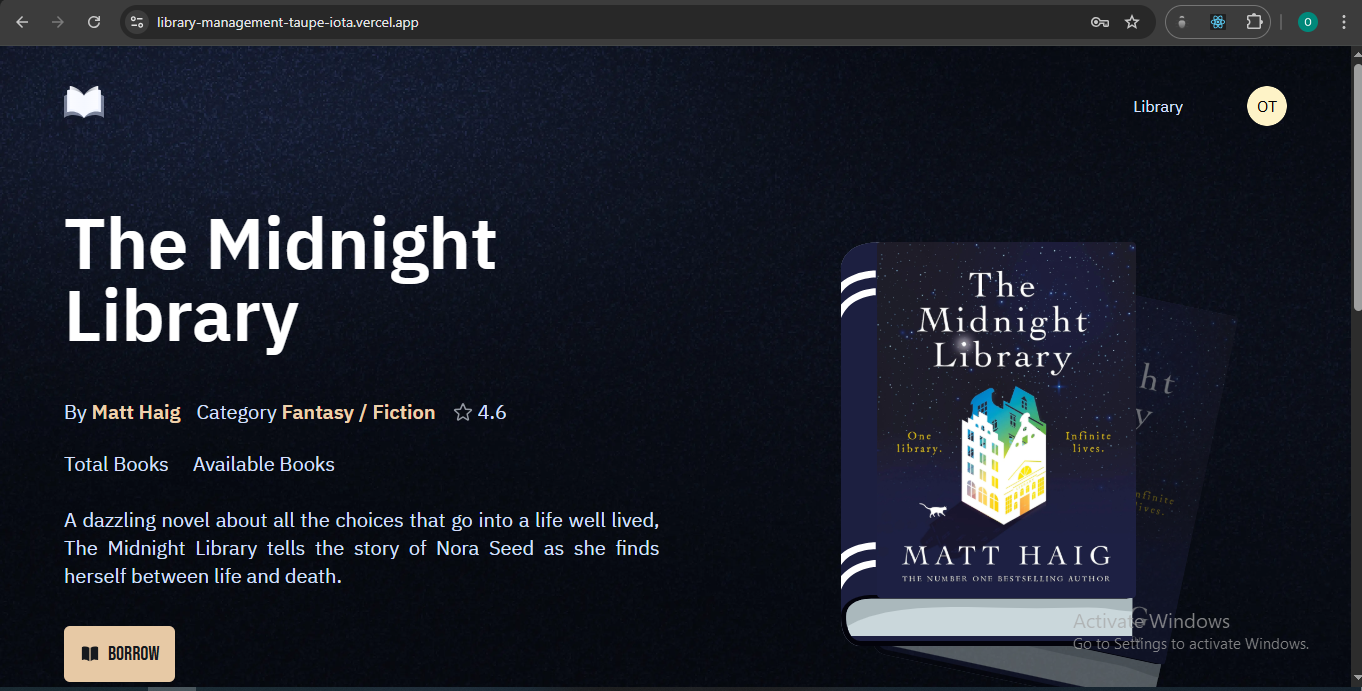 library-management-taupe-iota.vercel.app
O
Library
OT
The Midnight
Library
By Matt Haig Category Fantasy / Fiction 4.6
Total Books Available Books
A dazzling novel about all the choices that go into a life well lived,
The Midnight Library tells the story of Nora Seed as she finds
herself between life and death.
BORROW
The
Midnight
Library
One
library.
Infinite
lives.
MATT HAIG
THE NUMBER ONE BESTSELLING AUTHOR
ht
y
nfinite
lives.
G
Activate Windows
Go to Settings to activate Windows.